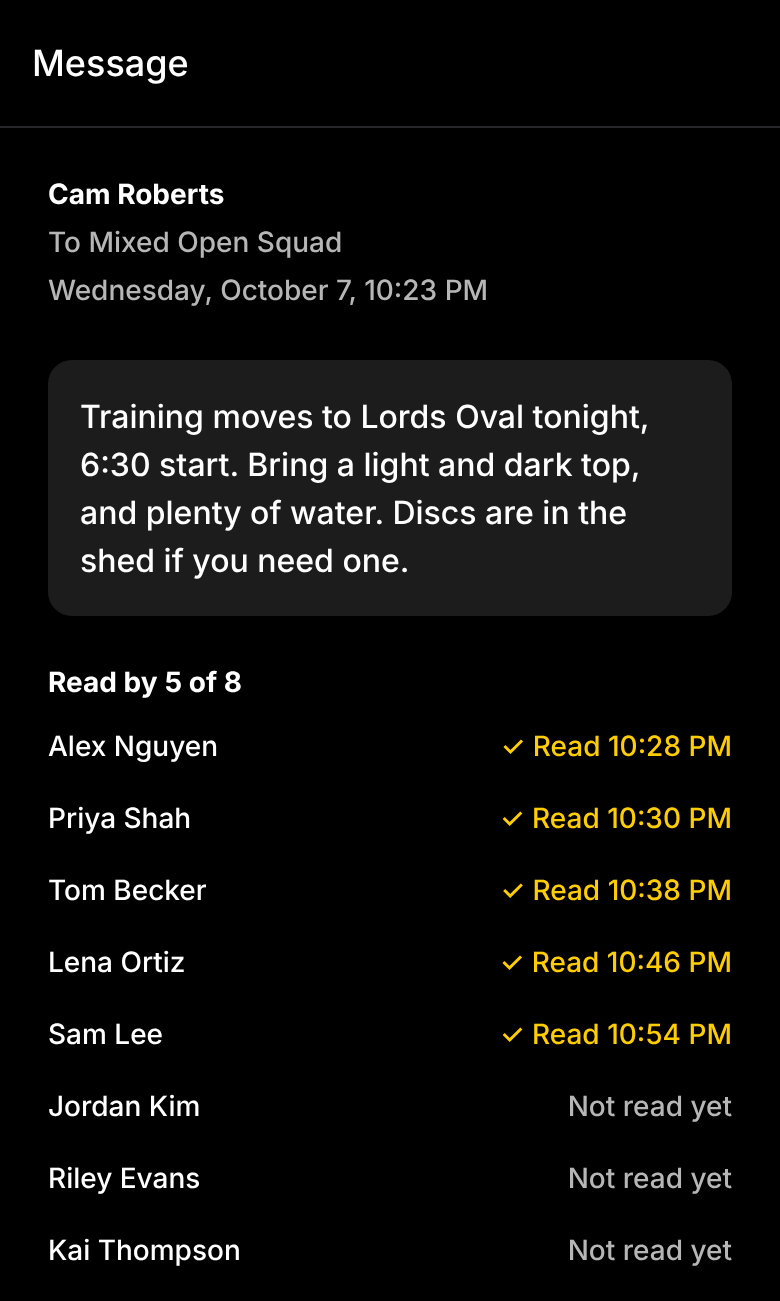 Message
Cam Roberts
To Mixed Open Squad
Wednesday, October 7, 10:23 PM
Training moves to Lords Oval tonight,
6:30 start. Bring a light and dark top,
and plenty of water. Discs are in the
shed if you need one.
Read by 5 of 8
Alex Nguyen ✓ Read 10:28 PM
Priya Shah ✓ Read 10:30 PM
Tom Becker ✓ Read 10:38 PM
Lena Ortiz ✓ Read 10:46 PM
Sam Lee ✓ Read 10:54 PM
Jordan Kim Not read yet
Riley Evans Not read yet
Kai Thompson Not read yet